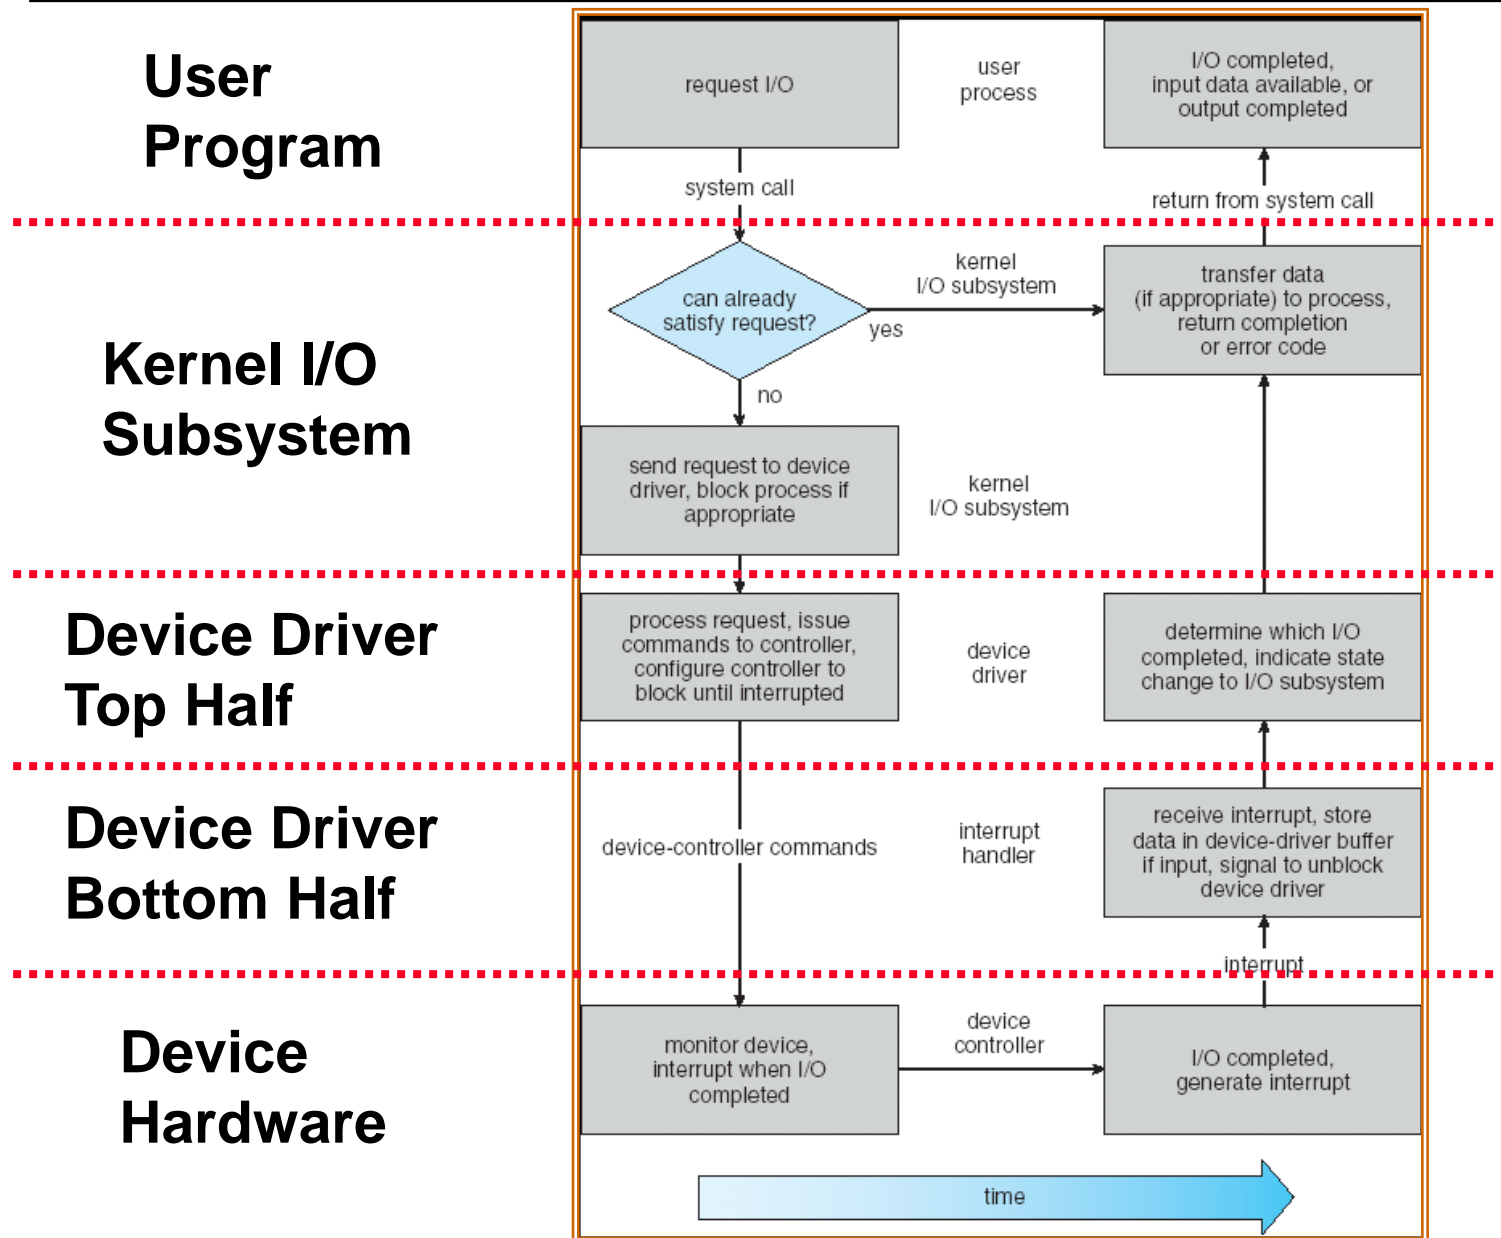 User
Program
request I/O
user
process
I/O completed,
input data available, or
output completed
system call
return from system call
Kernel I/O
Subsystem
can already
satisfy request?
kernel
I/O subsystem
yes
transfer data
(if appropriate) to process,
return completion
or error code
no
send request to device
driver, block process if
appropriate
kernel
I/O subsystem
Device Driver
Top Half
process request, issue
commands to controller,
configure controller to
block until interrupted
device
driver
determine which I/O
completed, indicate state
change to I/O subsystem
Device Driver
Bottom Half
device-controller commands
interrupt
handler
receive interrupt, store
data in device-driver buffer
if input, signal to unblock
device driver
interrupt
Device
Hardware
monitor device,
interrupt when I/O
completed
device
controller
I/O completed,
generate interrupt
time